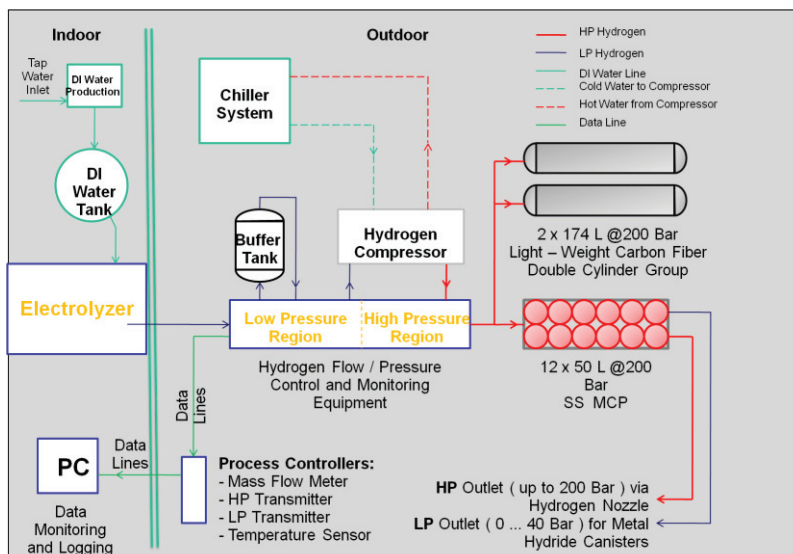 Indoor
Outdoor
Tap
Water
Inlet
DI Water
Production
DI
Water
Tank
Electrolyzer
Chiller
System
Buffer
Tank
Hydrogen
Compressor
Low Pressure
Region
High Pressure
Region
Hydrogen Flow / Pressure
Control and Monitoring
Equipment
HP Hydrogen
LP Hydrogen
DI Water Line
Cold Water to Compressor
Hot Water from Compressor
Data Line
2 x 174 L @200 Bar
Light – Weight Carbon Fiber
Double Cylinder Group
12 x 50 L @200
Bar
SS MCP
Data
Lines
Data
Lines
PC
Data
Monitoring
and Logging
Process Controllers:
- Mass Flow Meter
- HP Transmitter
- LP Transmitter
- Temperature Sensor
HP Outlet ( up to 200 Bar ) via
Hydrogen Nozzle
LP Outlet ( 0 ... 40 Bar ) for Metal
Hydride Canisters